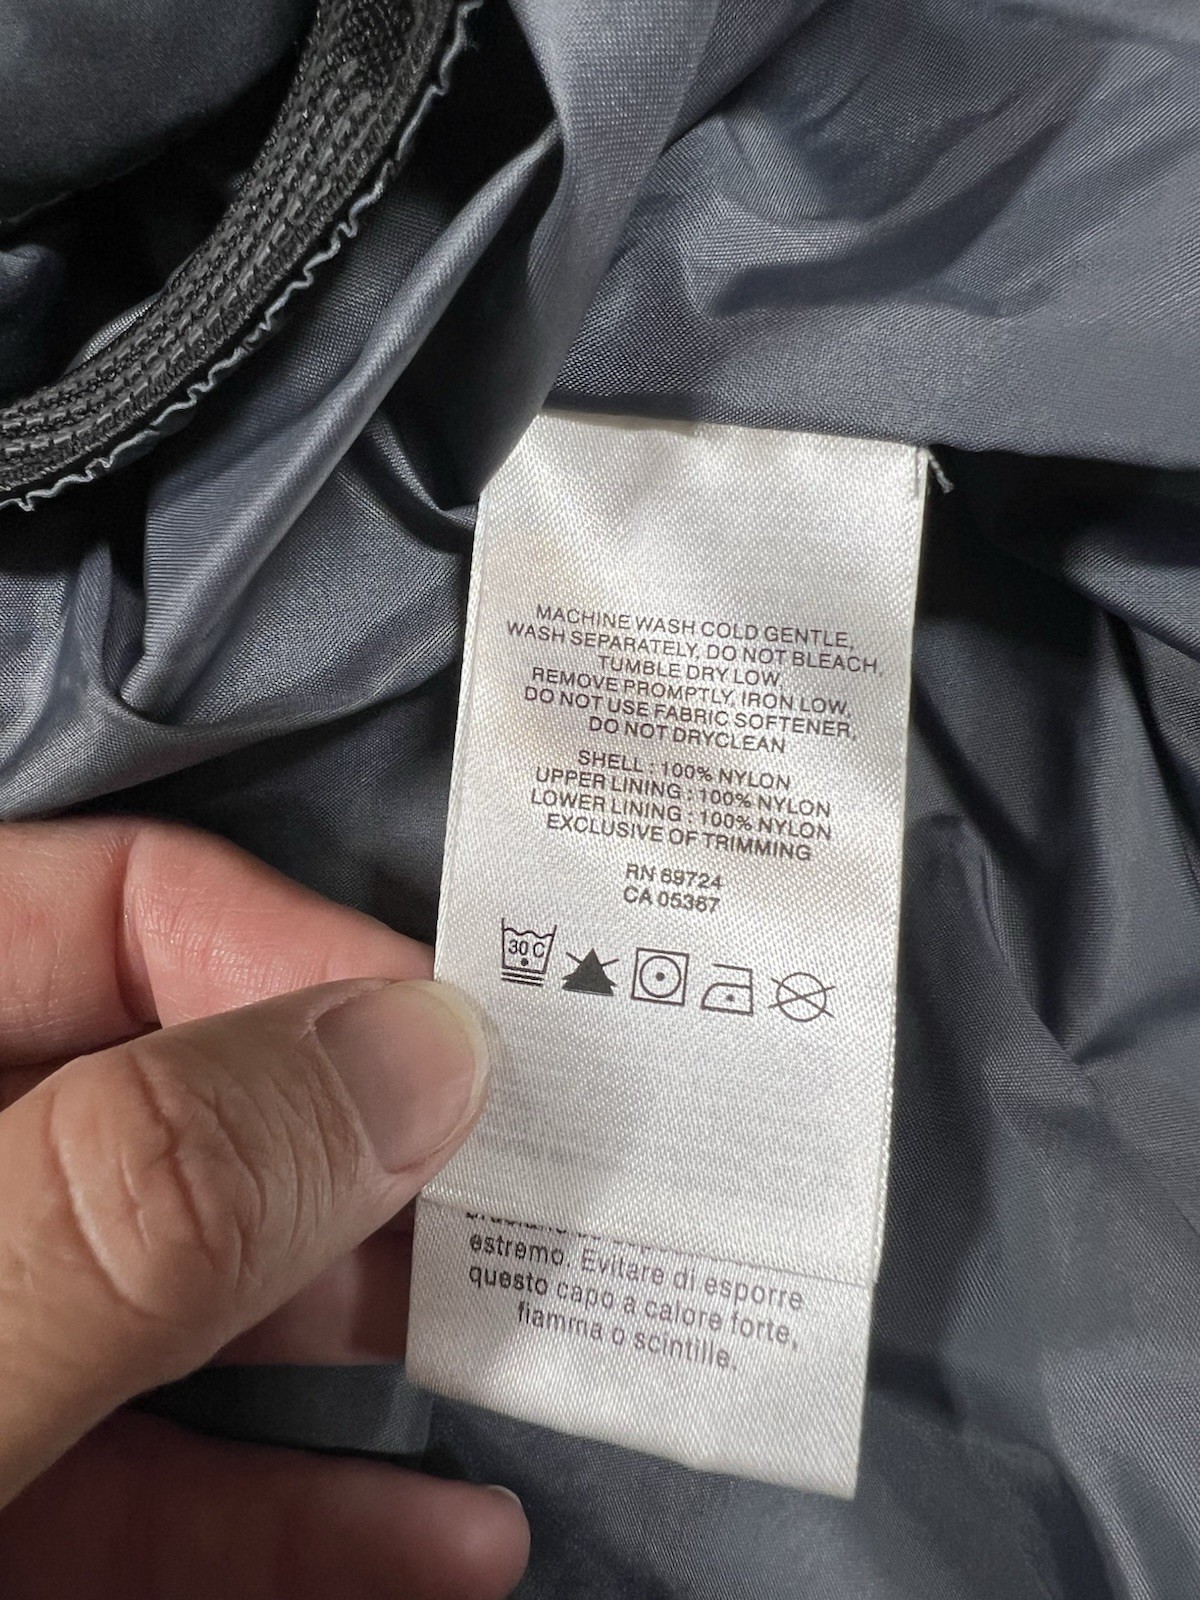 MACHINE WASH COLD GENTLE,
WASH SEPARATELY, DO NOT BLEACH,
TUMBLE DRY LOW,
REMOVE PROMPTLY, IRON LOW,
DO NOT USE FABRIC SOFTENER,
DO NOT DRYCLEAN
SHELL : 100% NYLON
UPPER LINING : 100% NYLON
LOWER LINING : 100% NYLON
EXCLUSIVE OF TRIMMING
RN 69724
CA 05367
30 C
estremo. Evitare di esporre
questo capo a calore forte,
fiamma o scintille.